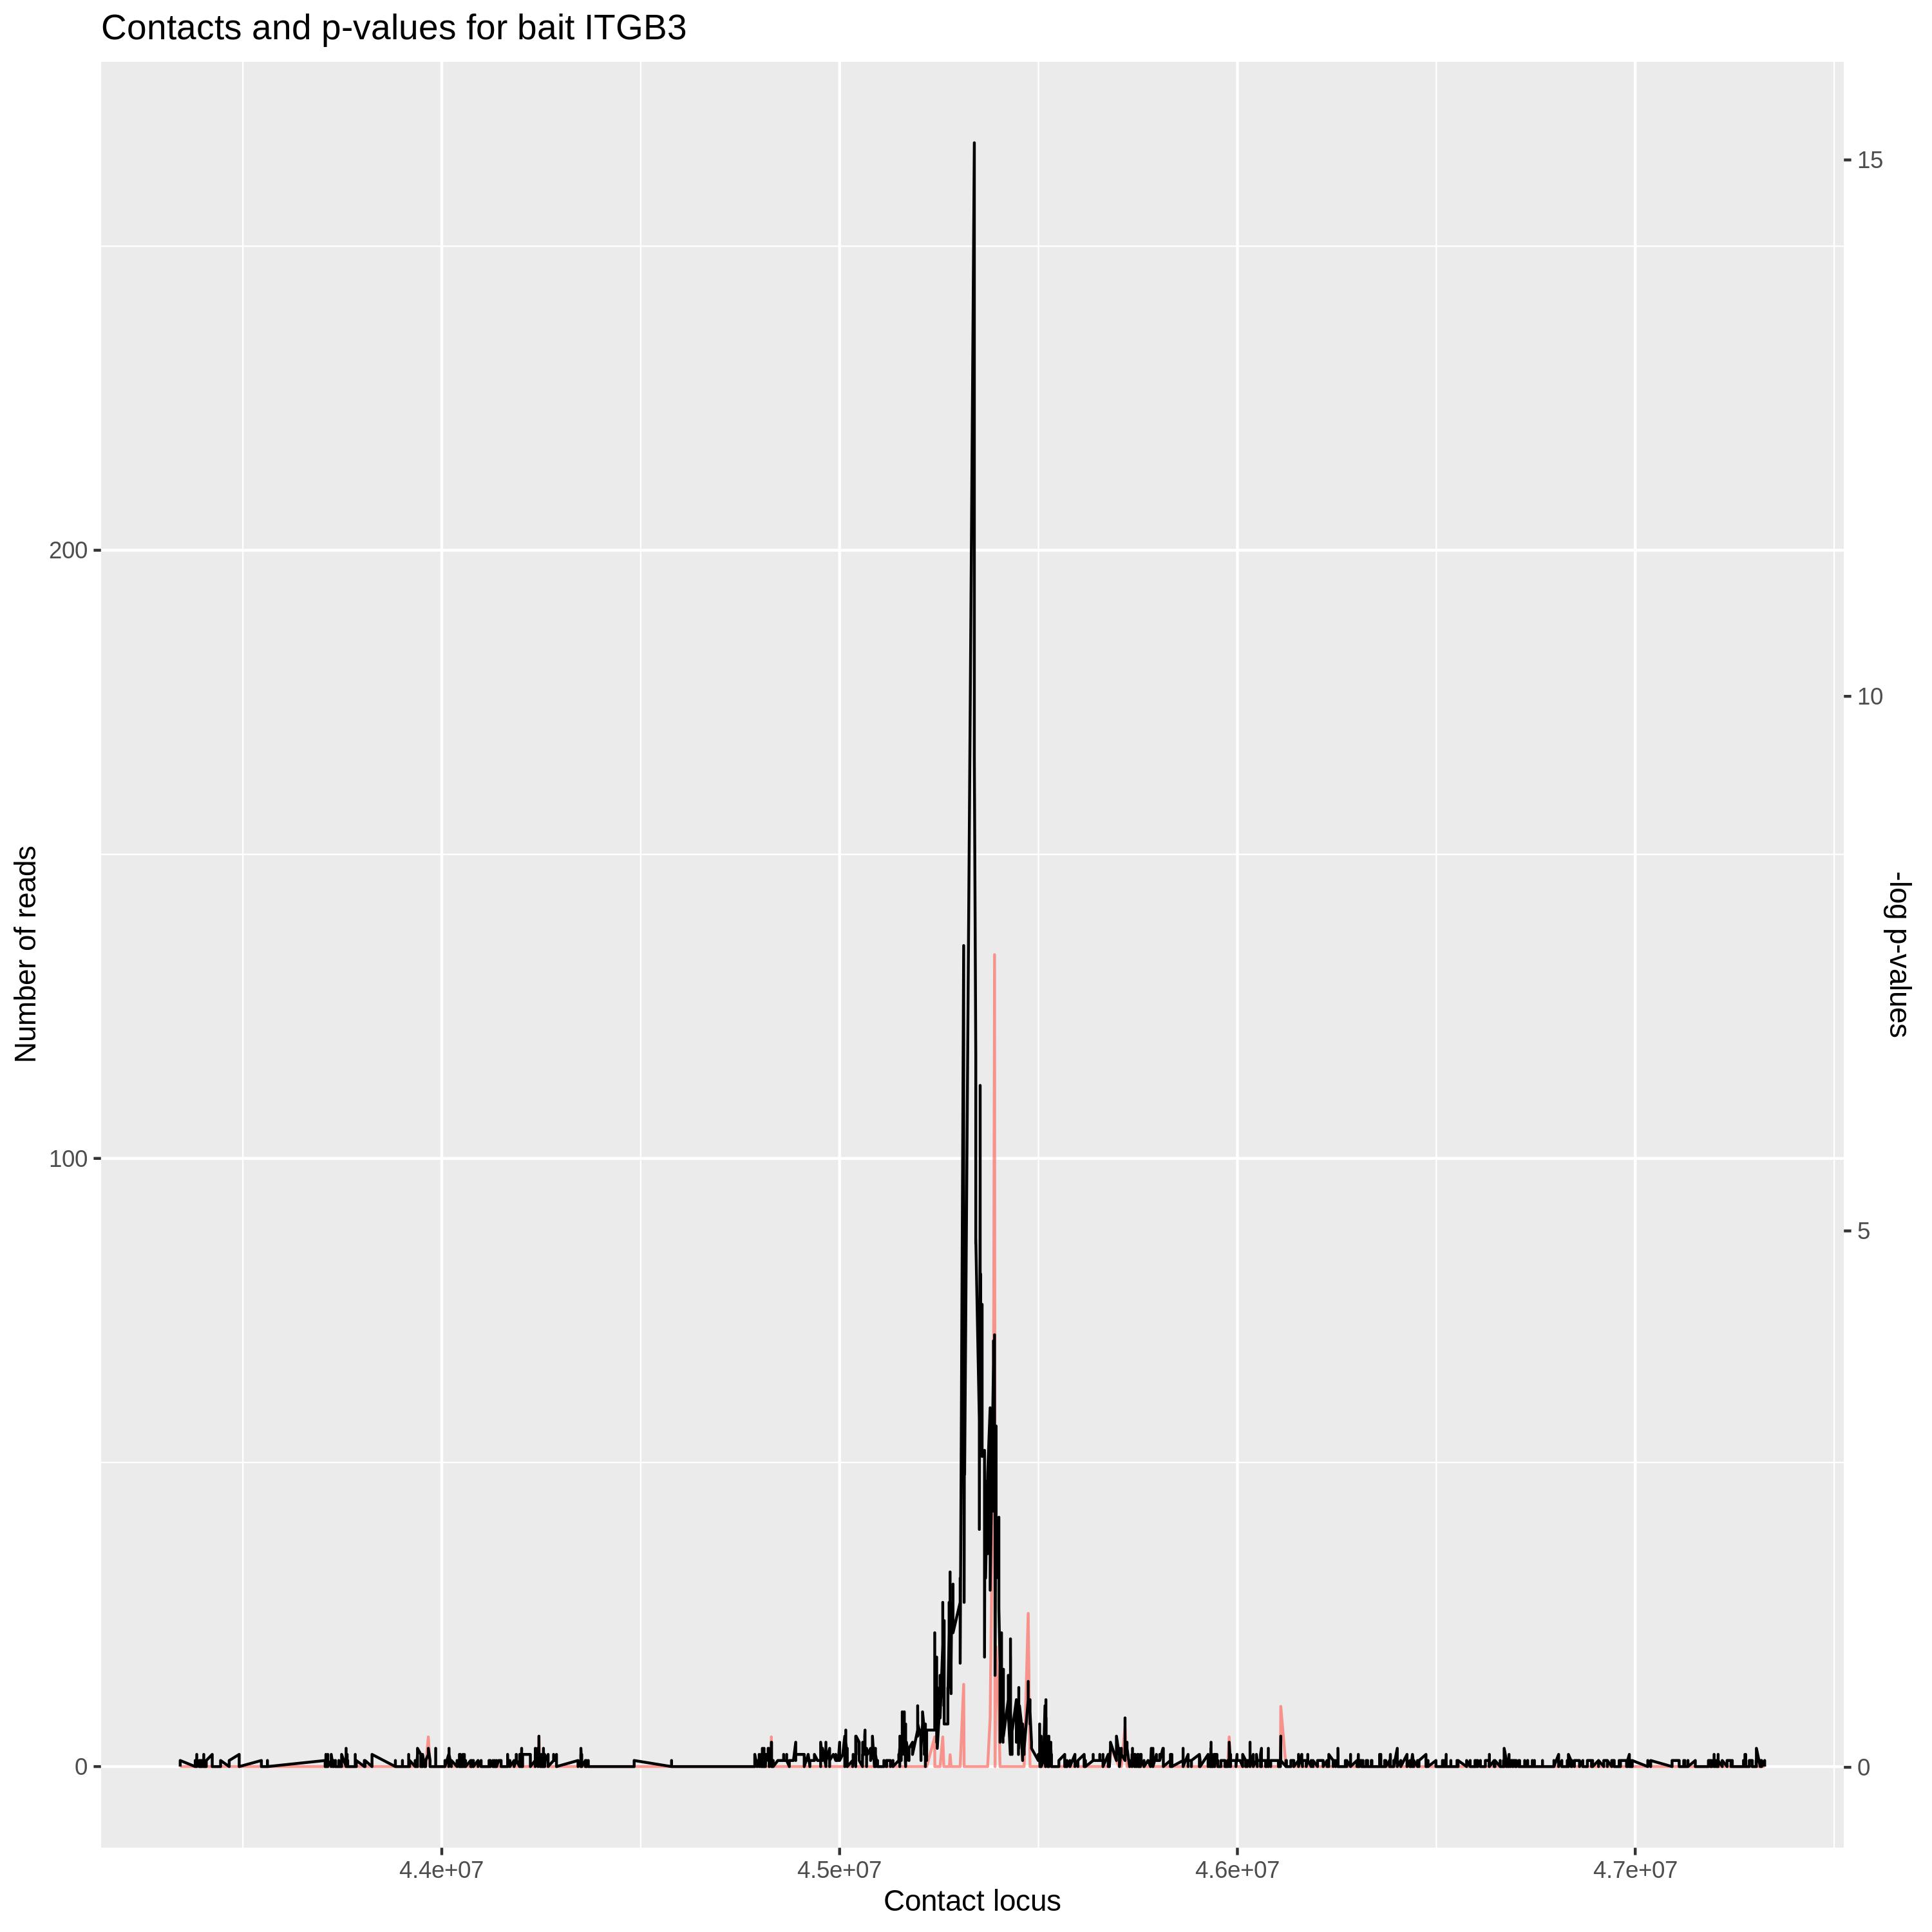 Contacts and p-values for bait ITGB3
Number of reads
200
100
0
15
10
5
0
-log p-values
4.4e+07
4.5e+07
4.6e+07
4.7e+07
Contact locus